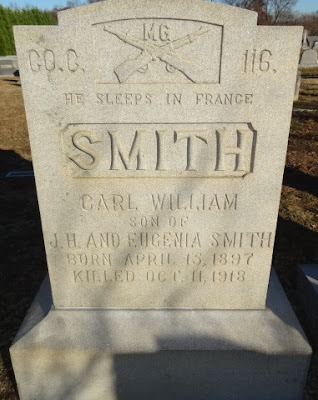 MG
CO.C. 116.
HE SLEEPS IN FRANCE
SMITH
CARL WILLIAM
SON OF
J.H. AND EUGENIA SMITH
BORN APRIL 15, 1897
KILLED OCT. 11, 1918